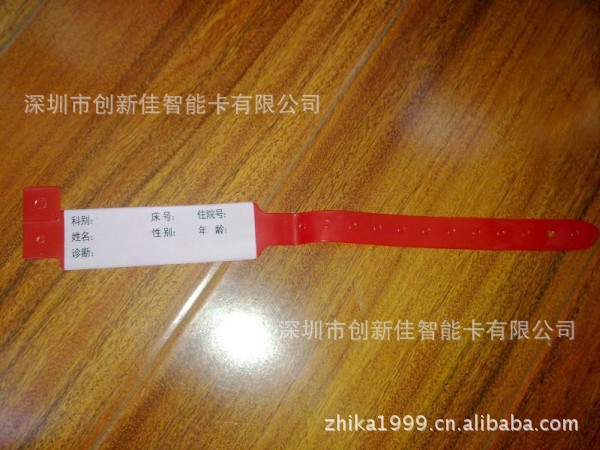 深圳市创新佳智能卡有限公司
科别: 床号: 住院号:
姓名: 性别: 年龄:
诊断:
深圳市创新佳智能卡有限公司
zhika1999.cn.alibaba.com